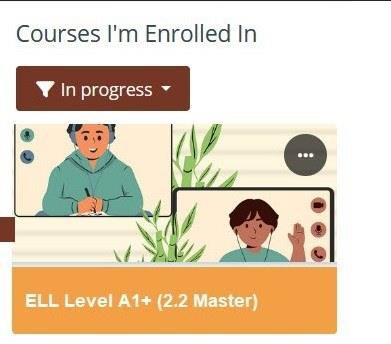 Courses I'm Enrolled In
In progress
ELL Level A1+ (2.2 Master)